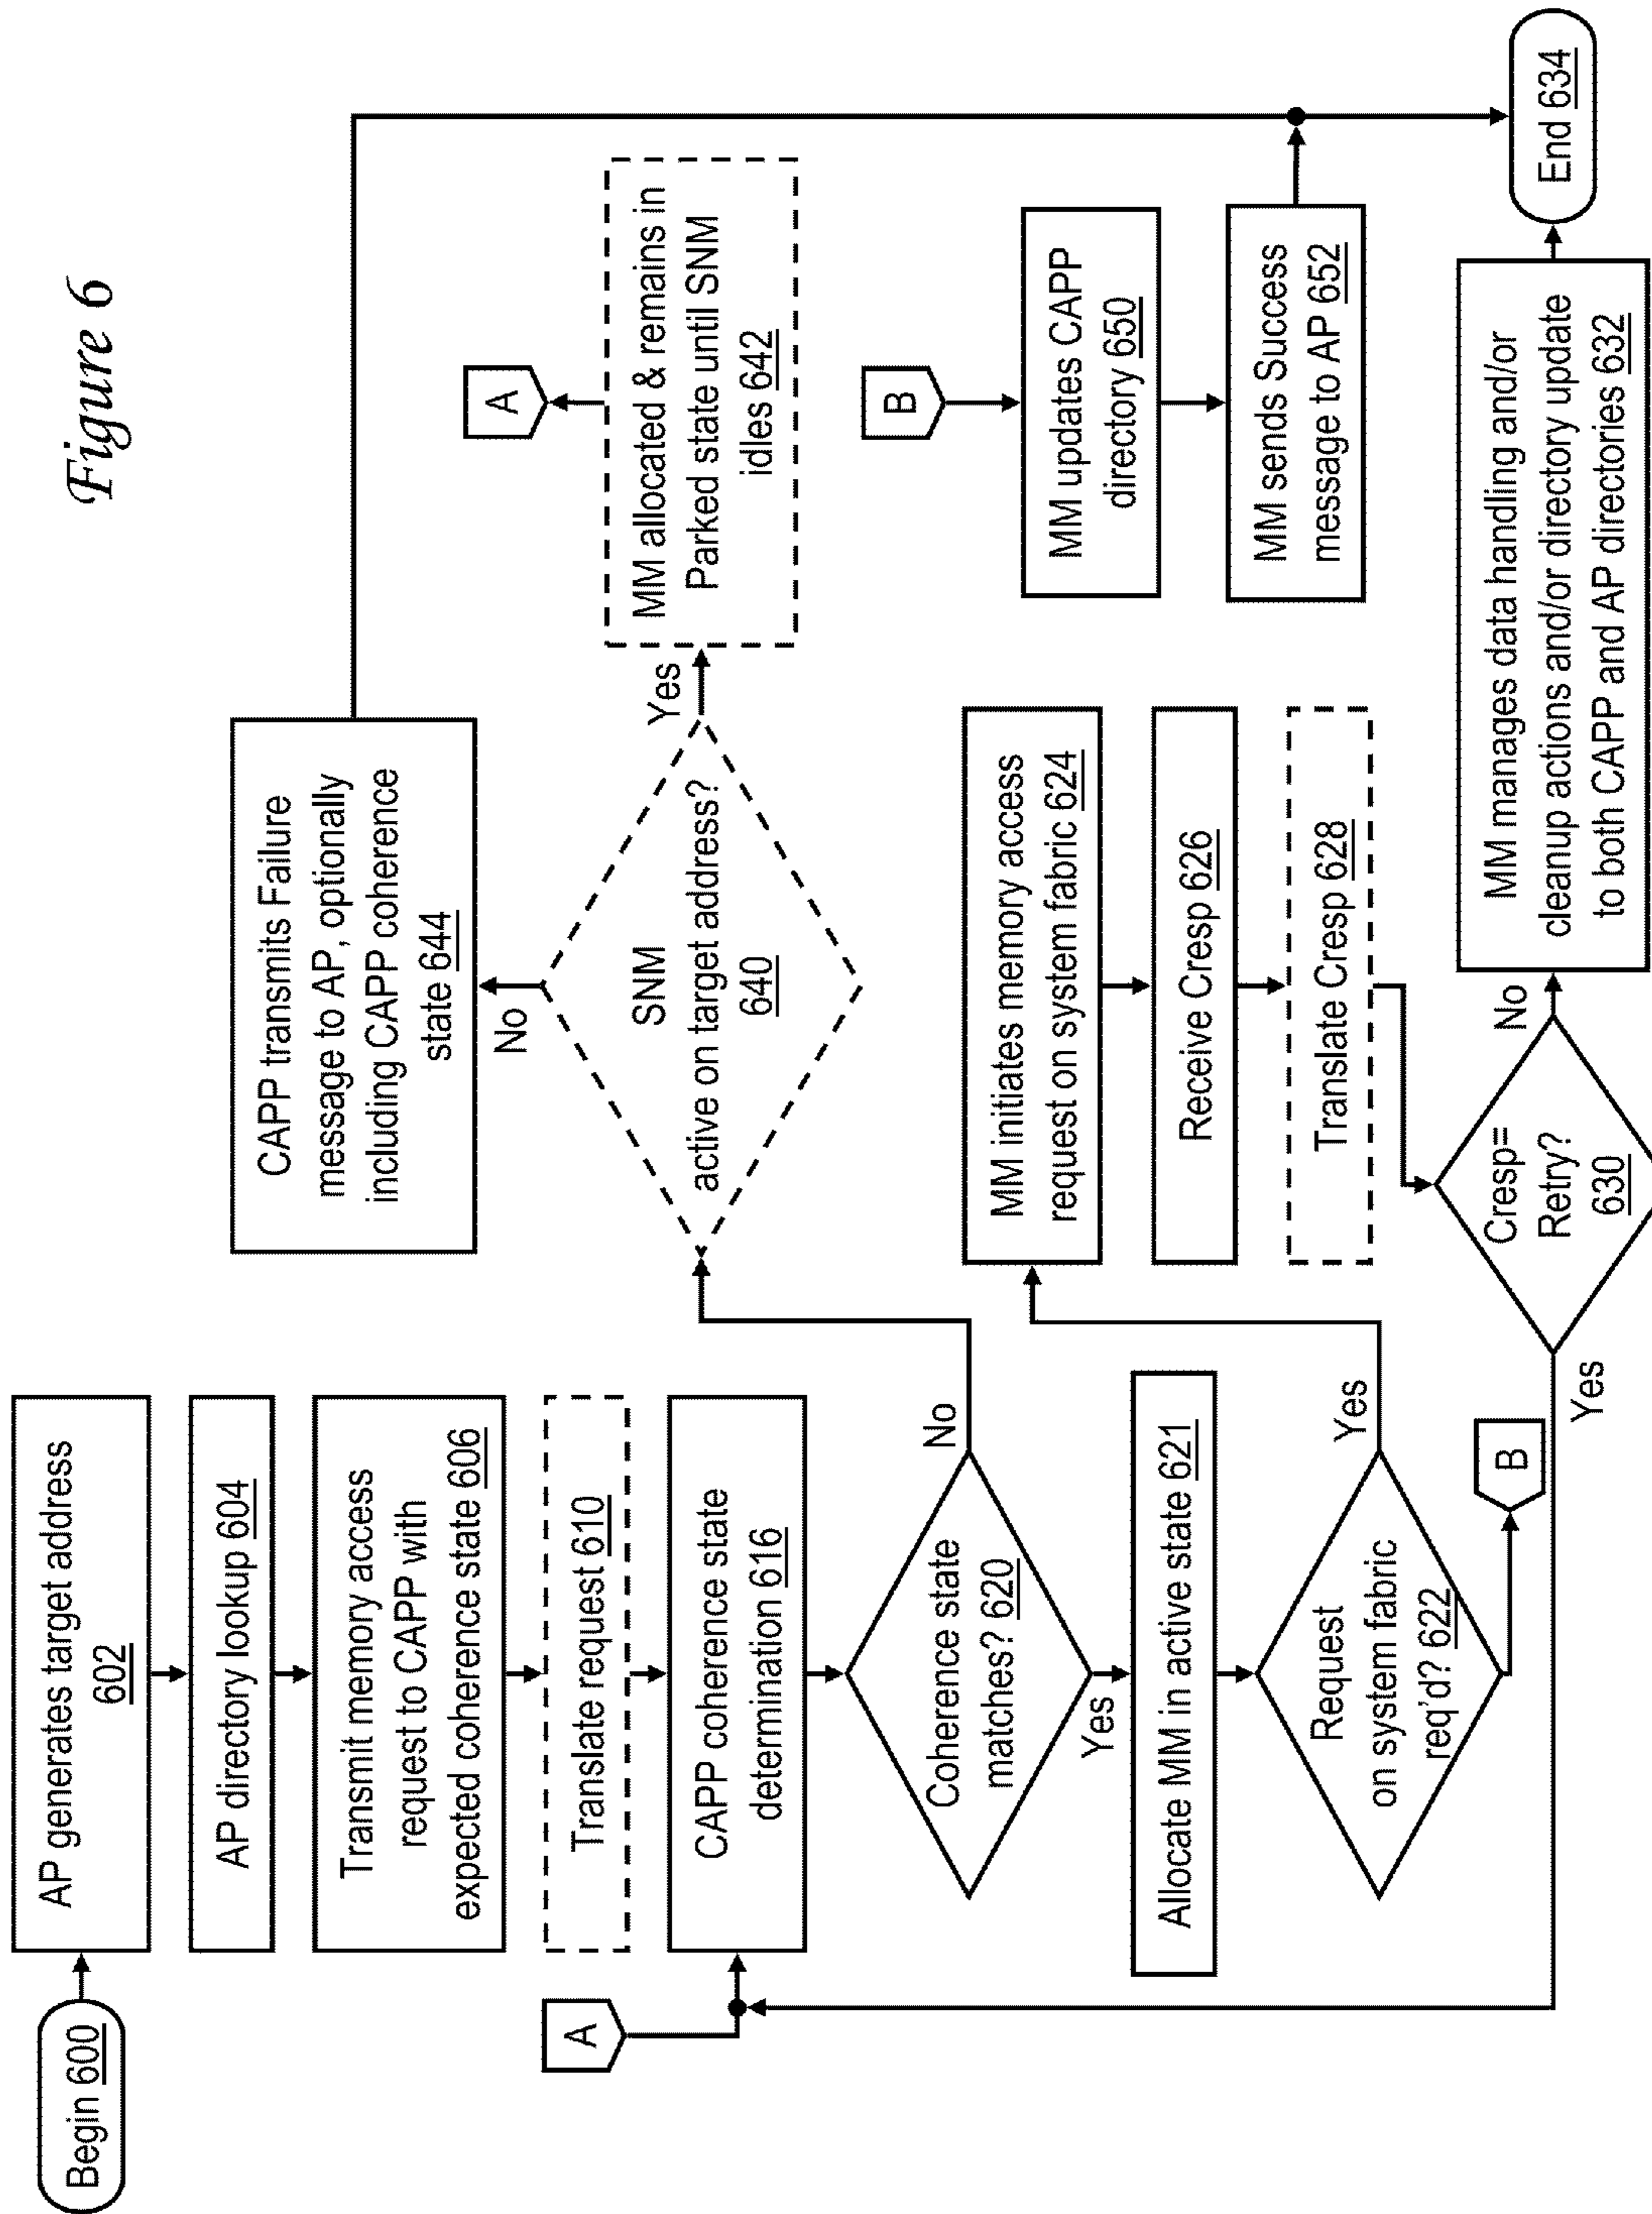 Figure 6
Begin 600
AP generates target address
602
AP directory lookup 604
Transmit memory access
request to CAPP with
expected coherence state 606
Translate request 610
A
CAPP coherence state
determination 616
Coherence state
matches? 620
No
Yes
Allocate MM in active state 621
Request
on system fabric
req'd? 622
Yes
B
CAPP transmits Failure
message to AP, optionally
including CAPP coherence
state 644
No
SNM
active on target address?
640
Yes
MM allocated & remains in
Parked state until SNM
idles 642
A
MM initiates memory access
request on system fabric 624
Receive Cresp 626
Translate Cresp 628
Cresp=
Retry?
630
Yes
No
B
MM updates CAPP
directory 650
MM sends Success
message to AP 652
MM manages data handling and/or
cleanup actions and/or directory update
to both CAPP and AP directories 632
End 634